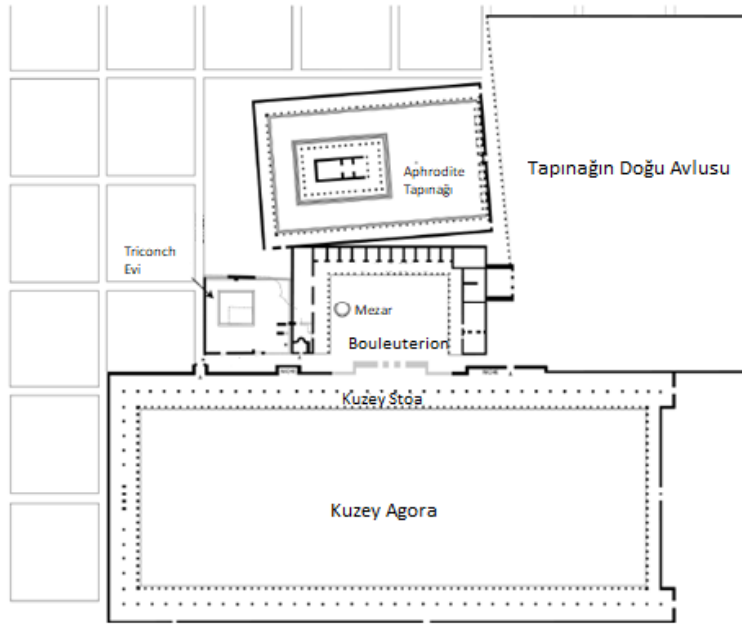 Aphrodite
Tapınağı
Tapınağın Doğu Avlusu
Triconch
Evi
Mezar
Bouleuterion
Kuzey Stoa
Kuzey Agora